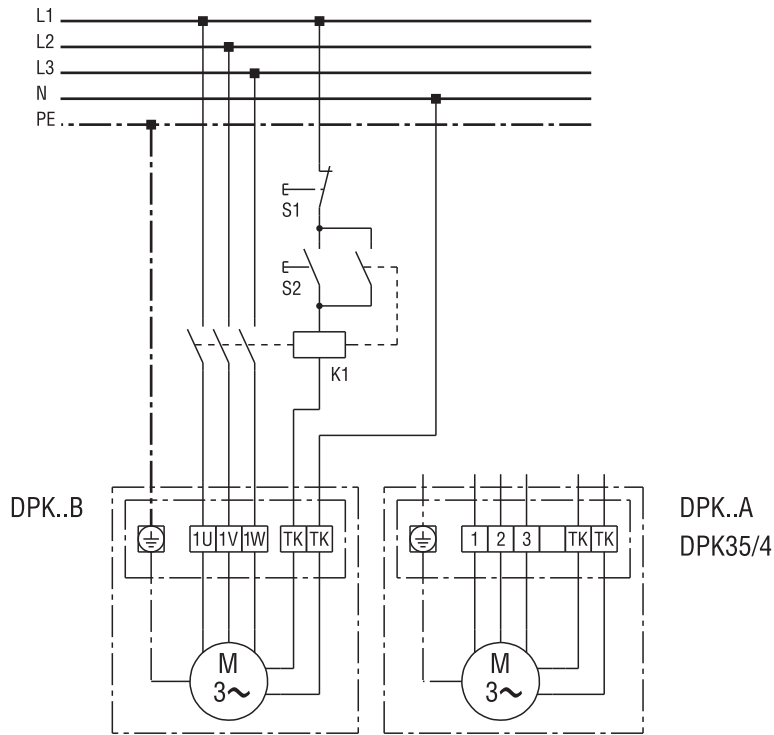 L1
L2
L3
N
PE
S1
S2
K1
DPK..B
1U 1V 1W TK TK
M
3~
1 2 3 TK TK
M
3~
DPK..A
DPK35/4